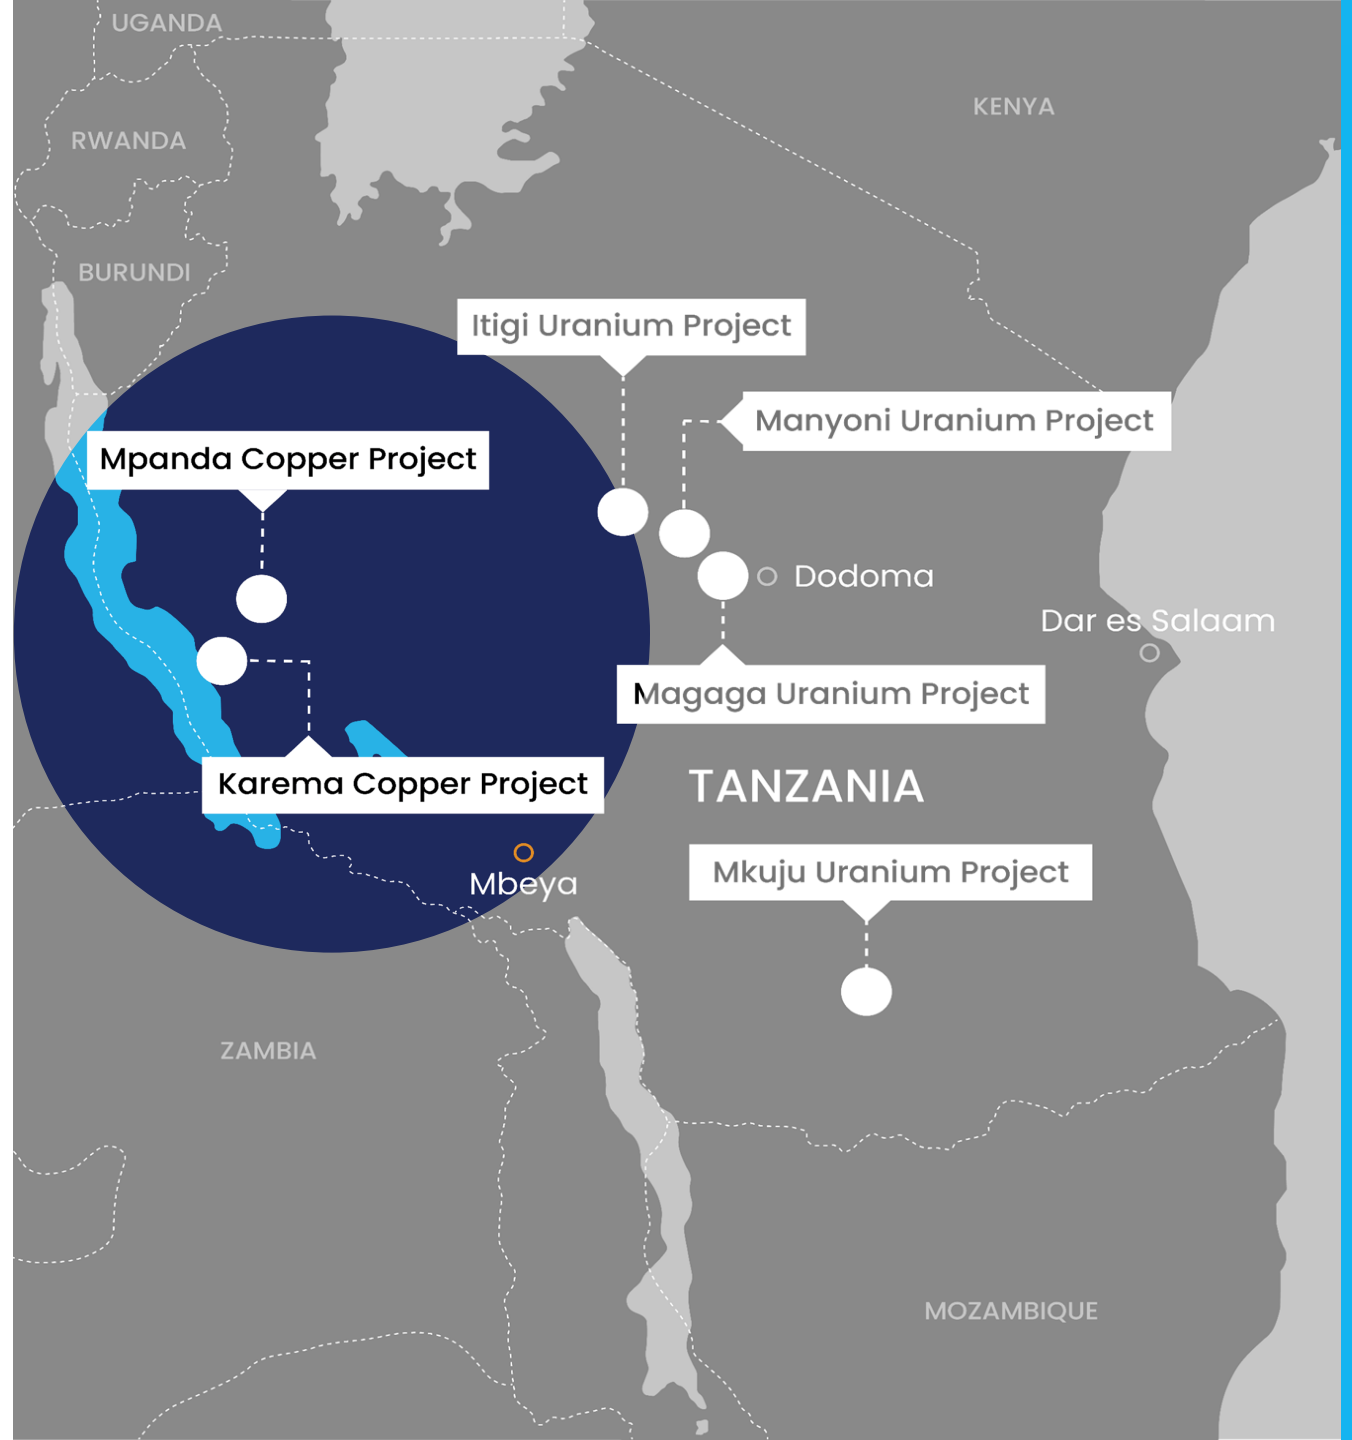 UGANDA
KENYA
RWANDA
BURUNDI
Itigi Uranium Project
Manyoni Uranium Project
Mpanda Copper Project
Dodoma
Dar es Salaam
Magaga Uranium Project
Karema Copper Project
TANZANIA
Mkuju Uranium Project
Mbeya
ZAMBIA
MOZAMBIQUE